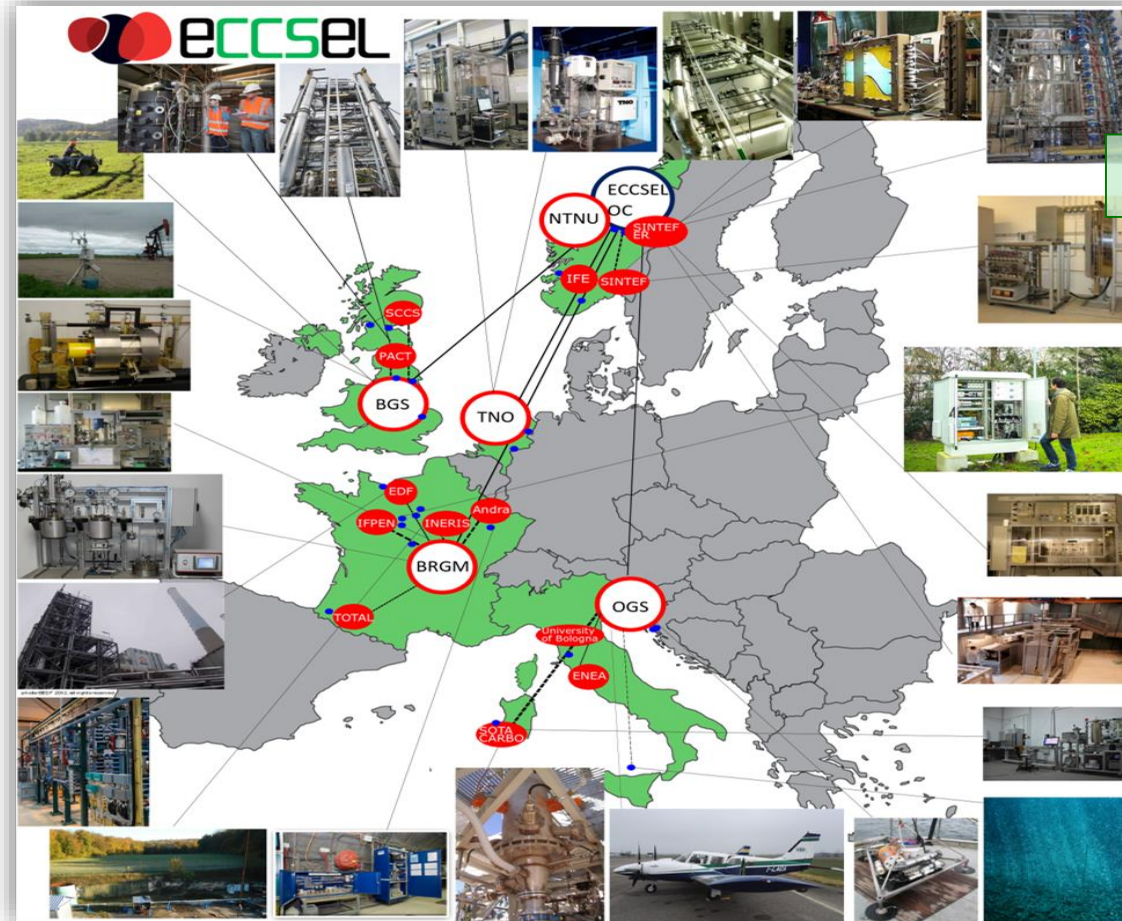 eccsel
TNO
ECCSEL
OC
NTNU
SINTEF
ER
IFE
SINTEF
SCCS
PACT
BGS
TNO
EDF
IFPEN
INERIS
Andra
BRGM
TOTAL
OGS
University
of Bologna
ENEA
SOTA
CARBO